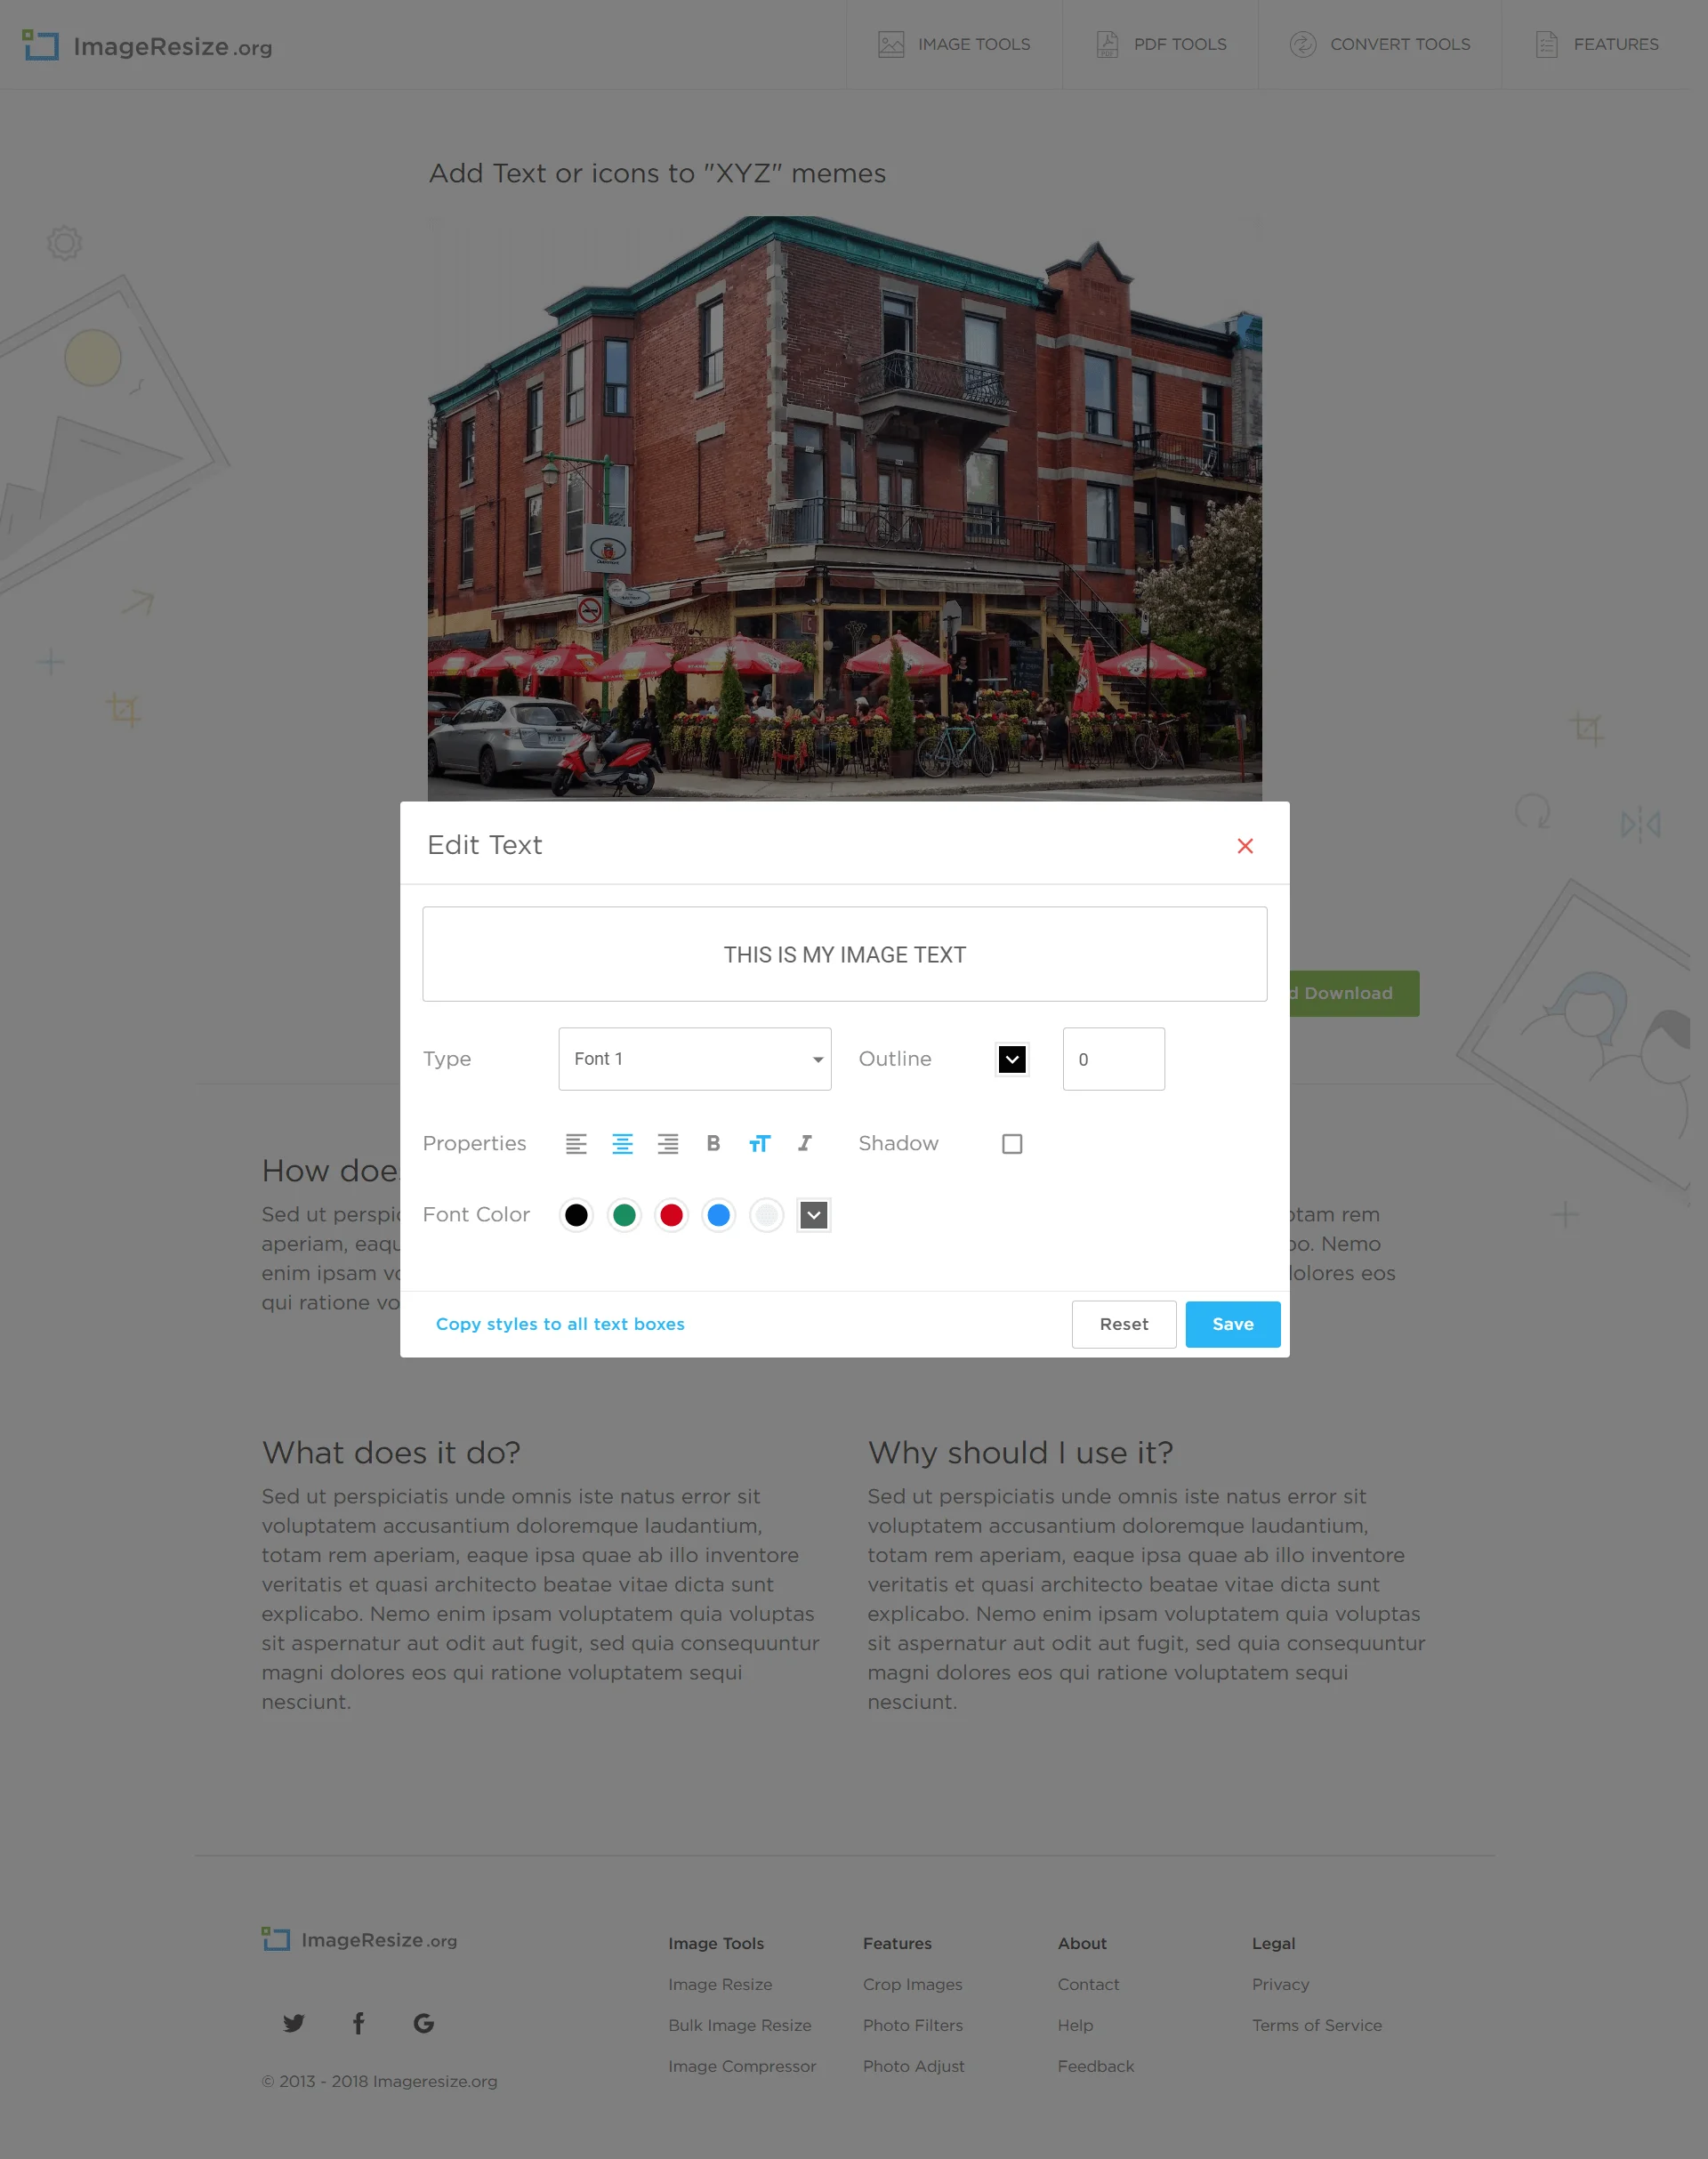 ImageResize.org
IMAGE TOOLS
PDF TOOLS
CONVERT TOOLS
FEATURES
Add Text or icons to "XYZ" memes
Edit Text
THIS IS MY IMAGE TEXT
d Download
Type
Font 1
Outline
0
Properties
B
I
Shadow
Font Color
Copy styles to all text boxes
Reset
Save
How doe
Sed ut perspic
otam rem
aperiam, eaqu
bo. Nemo
enim ipsam vo
dolores eos
qui ratione vo
What does it do?
Sed ut perspiciatis unde omnis iste natus error sit
voluptatem accusantium doloremque laudantium,
totam rem aperiam, eaque ipsa quae ab illo inventore
veritatis et quasi architecto beatae vitae dicta sunt
explicabo. Nemo enim ipsam voluptatem quia voluptas
sit aspernatur aut odit aut fugit, sed quia consequuntur
magni dolores eos qui ratione voluptatem sequi
nesciunt.
Why should I use it?
Sed ut perspiciatis unde omnis iste natus error sit
voluptatem accusantium doloremque laudantium,
totam rem aperiam, eaque ipsa quae ab illo inventore
veritatis et quasi architecto beatae vitae dicta sunt
explicabo. Nemo enim ipsam voluptatem quia voluptas
sit aspernatur aut odit aut fugit, sed quia consequuntur
magni dolores eos qui ratione voluptatem sequi
nesciunt.
ImageResize.org
© 2013 - 2018 Imageresize.org
Image Tools
Image Resize
Bulk Image Resize
Image Compressor
Features
Crop Images
Photo Filters
Photo Adjust
About
Contact
Help
Feedback
Legal
Privacy
Terms of Service